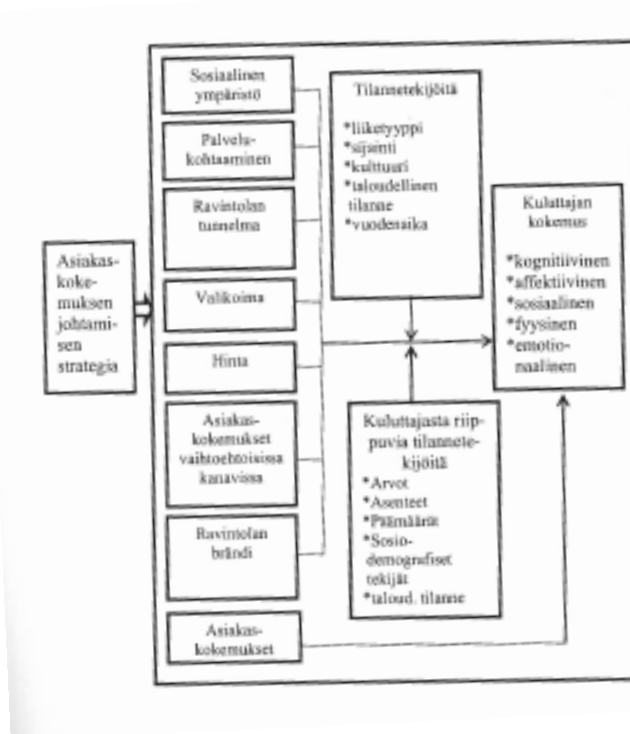 Asiakas-
koke-
muksen
johtami-
sen
strategia
Sosiaalinen
ympäristö
Palvelu-
kohtaaminen
Ravintolan
tunnelma
Valikoima
Hinta
Asiakas-
kokemukset
vaihtoehtoisissa
kanavissa
Ravintolan
brändi
Asiakas-
kokemukset
Tilannetekijöitä
*liiketyyppi
*sijainti
*kulttuuri
*taloudellinen
tilanne
*vuodenaika
Kuluttajasta riip-
puvia tilannete-
kijöitä
*Arvot
*Asenteet
*Päämäärät
*Sosio-
demografiset
tekijät
*taloud. tilanne
Kuluttajan
kokemus
*kognitiivinen
*affektiivinen
*sosiaalinen
*fyysinen
*emotio-
naalinen